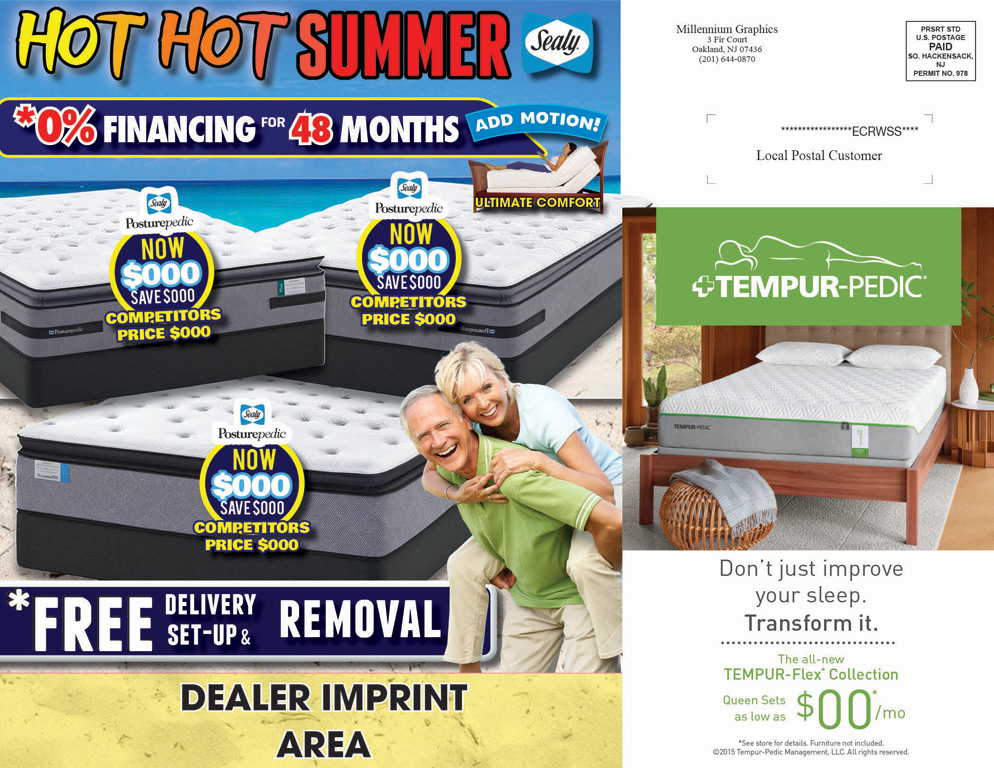 HOT HOT SUMMER
Sealy
*0% FINANCING FOR 48 MONTHS
ADD MOTION!
ULTIMATE COMFORT
Sealy
Posturepedic
NOW
$000
SAVE $000
COMPETITORS
PRICE $000
Sealy
Posturepedic
NOW
$000
SAVE $000
COMPETITORS
PRICE $000
Posturepedic
Sealy
Posturepedic
NOW
$000
SAVE $000
COMPETITORS
PRICE $000
*FREE DELIVERY
SET-UP & REMOVAL
DEALER IMPRINT
AREA
Millennium Graphics
3 Fir Court
Oakland, NJ 07436
(201) 644-0870
PRSRT STD
U.S. POSTAGE
PAID
SO. HACKENSACK,
NJ
PERMIT NO. 978
*****************ECRWSS****
Local Postal Customer
TEMPUR-PEDIC®
TEMPUR-PEDIC
Don't just improve
your sleep.
Transform it.
The all-new
TEMPUR-Flex® Collection
Queen Sets
as low as $00*/mo
*See store for details. Furniture not included.
©2015 Tempur-Pedic Management, LLC. All rights reserved.